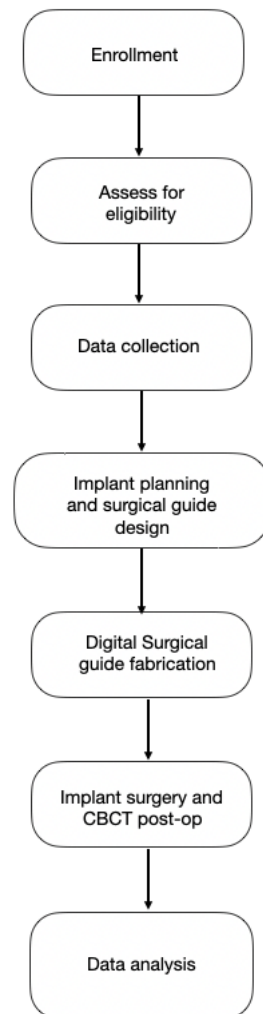 Enrollment
Assess for
eligibility
Data collection
Implant planning
and surgical guide
design
Digital Surgical
guide fabrication
Implant surgery and
CBCT post-op
Data analysis